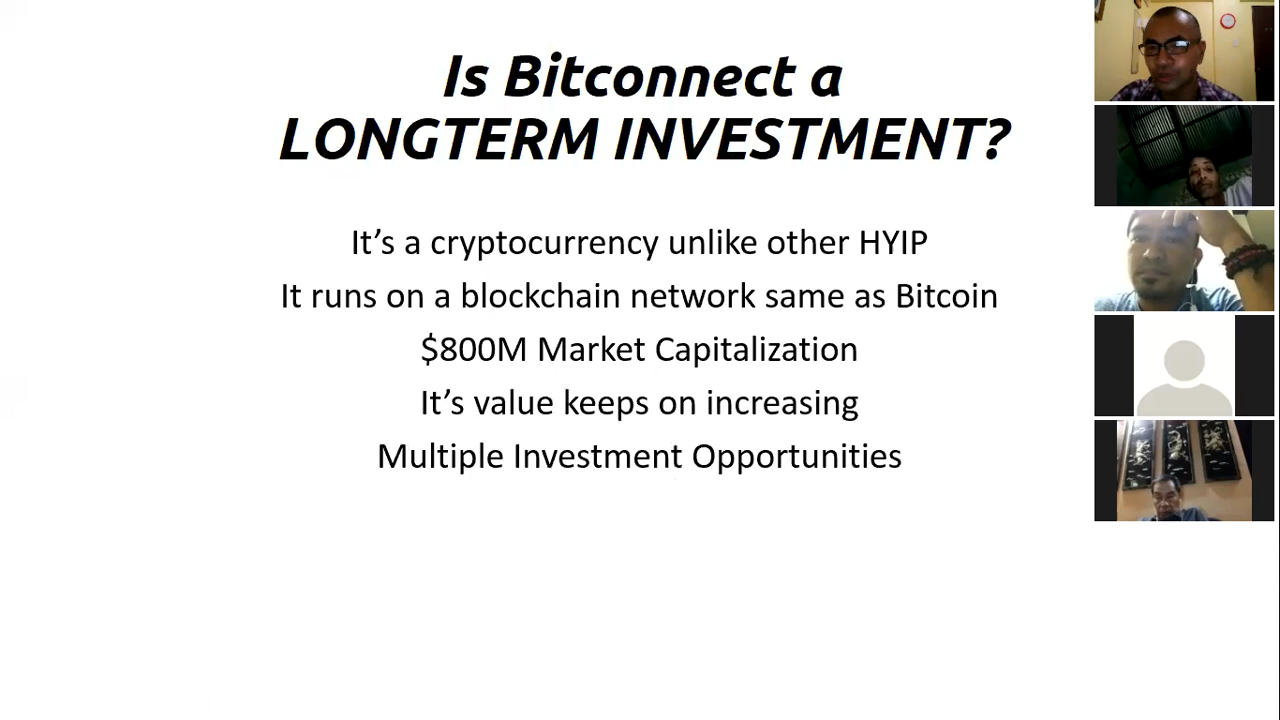 Is Bitconnect a
LONGTERM INVESTMENT?
It’s a cryptocurrency unlike other HYIP
It runs on a blockchain network same as Bitcoin
$800M Market Capitalization
It’s value keeps on increasing
Multiple Investment Opportunities